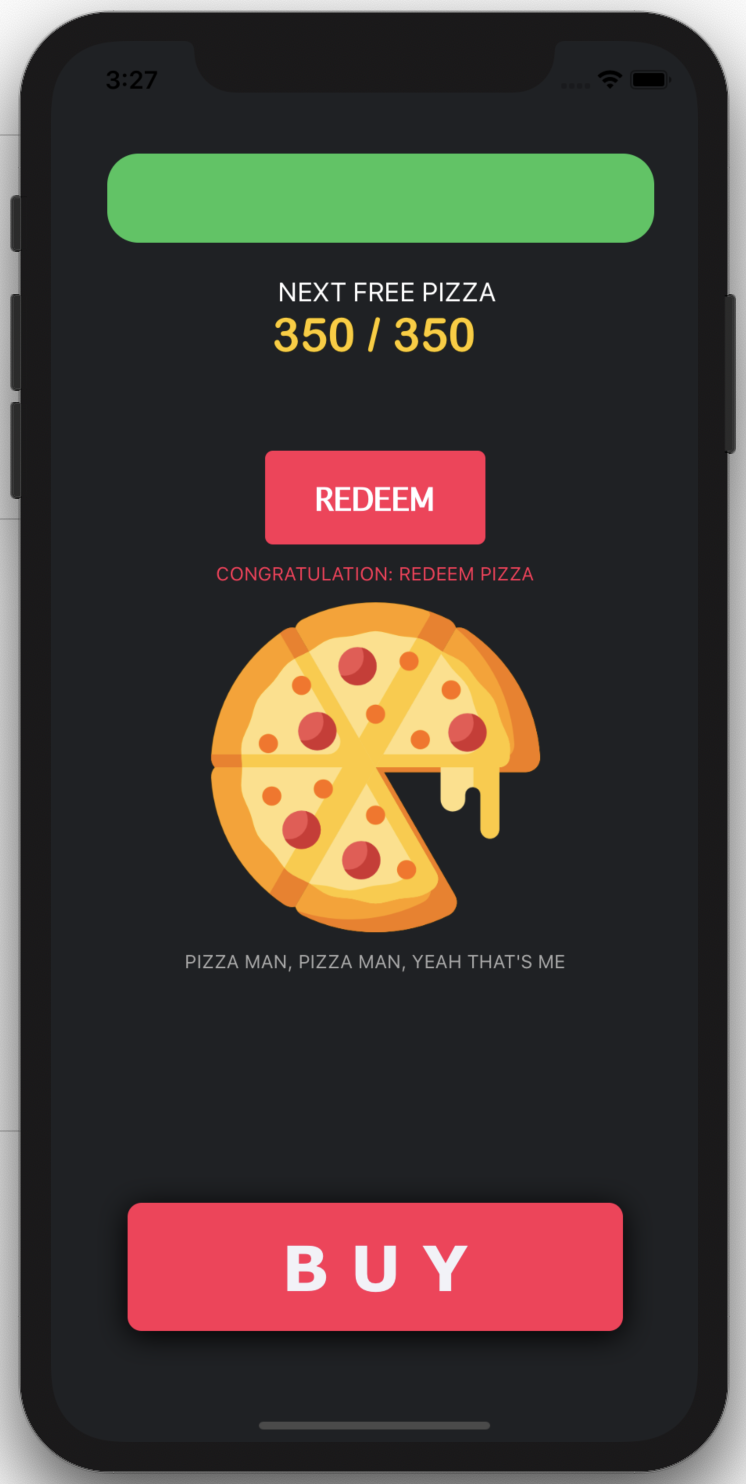 3:27
NEXT FREE PIZZA
350 / 350
REDEEM
CONGRATULATION: REDEEM PIZZA
PIZZA MAN, PIZZA MAN, YEAH THAT'S ME
BUY